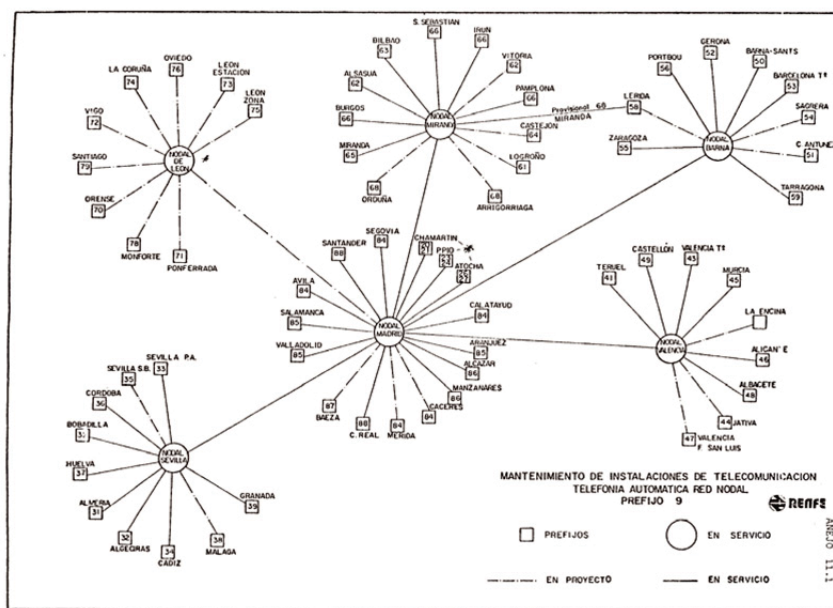 OVIEDO
76
LA CORUÑA
74
LEON
ESTACION
73
LEON
ZONA
75
VIGO
72
SANTIAGO
79
ORENSE
70
MONFORTE
78
PONFERRADA
71
NODAL
DE
LEON
S. SEBASTIAN
66
BILBAO
63
IRUN
66
ALSASUA
62
VITORIA
62
BURGOS
66
PAMPLONA
66
MIRANDA
65
CASTEJON
64
LOGROÑO
61
ORDUÑA
68
ARRIGORRIAGA
68
NODAL
MIRAND
Provisional 68
MIRANDA
GERONA
52
PORTBOU
56
BARNA-SANTS
50
BARCELONA Tº
53
LERIDA
58
SAGRERA
54
ZARAGOZA
55
C. ANTUNEZ
51
TARRAGONA
59
NODAL
BARNA
SEGOVIA
84
CHAMARTIN
20
21
SANTANDER
88
PPIO
ATOCHA
AVILA
84
SALAMANCA
85
CALATAYUD
84
VALLADOLID
85
ARANJUEZ
85
ALCAZAR
86
MANZANARES
86
BAEZA
87
C. REAL
88
MERIDA
84
CACERES
84
NODAL
MADRID
CASTELLÓN
49
VALENCIA Tº
43
TERUEL
41
MURCIA
45
LA ENCINA
ALICANTE
46
ALBACETE
48
JATIVA
44
VALENCIA
F. SAN LUIS
47
NODAL
VALENCIA
SEVILLA P.A.
33
SEVILLA S.B.
35
CORDOBA
36
BOBADILLA
HUELVA
37
ALMERIA
31
ALGECIRAS
32
CADIZ
34
MALAGA
38
GRANADA
39
NODAL
SEVILLA
MANTENIMIENTO DE INSTALACIONES DE TELECOMUNICACION
TELEFONIA AUTOMATICA RED NODAL
PREFIJO 9
RENFE
PREFIJOS
EN SERVICIO
EN PROYECTO
EN SERVICIO
ANEJO 11.1